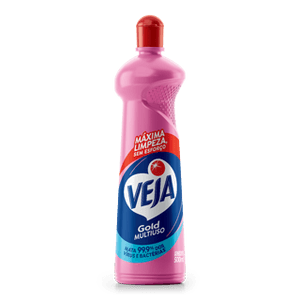 MÁXIMA
LIMPEZA,
SEM ESFORÇO
VEJA
Gold
MULTIUSO
MATA 99,9% DOS
VÍRUS E BACTÉRIAS